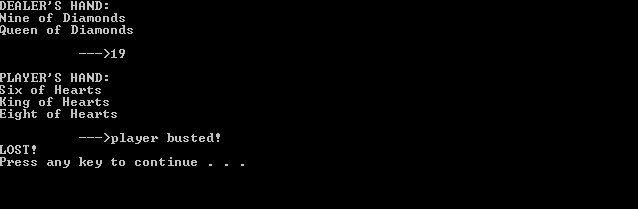 DEALER'S HAND:
Nine of Diamonds
Queen of Diamonds
--->19
PLAYER'S HAND:
Six of Hearts
King of Hearts
Eight of Hearts
--->player busted!
LOST!
Press any key to continue . . .